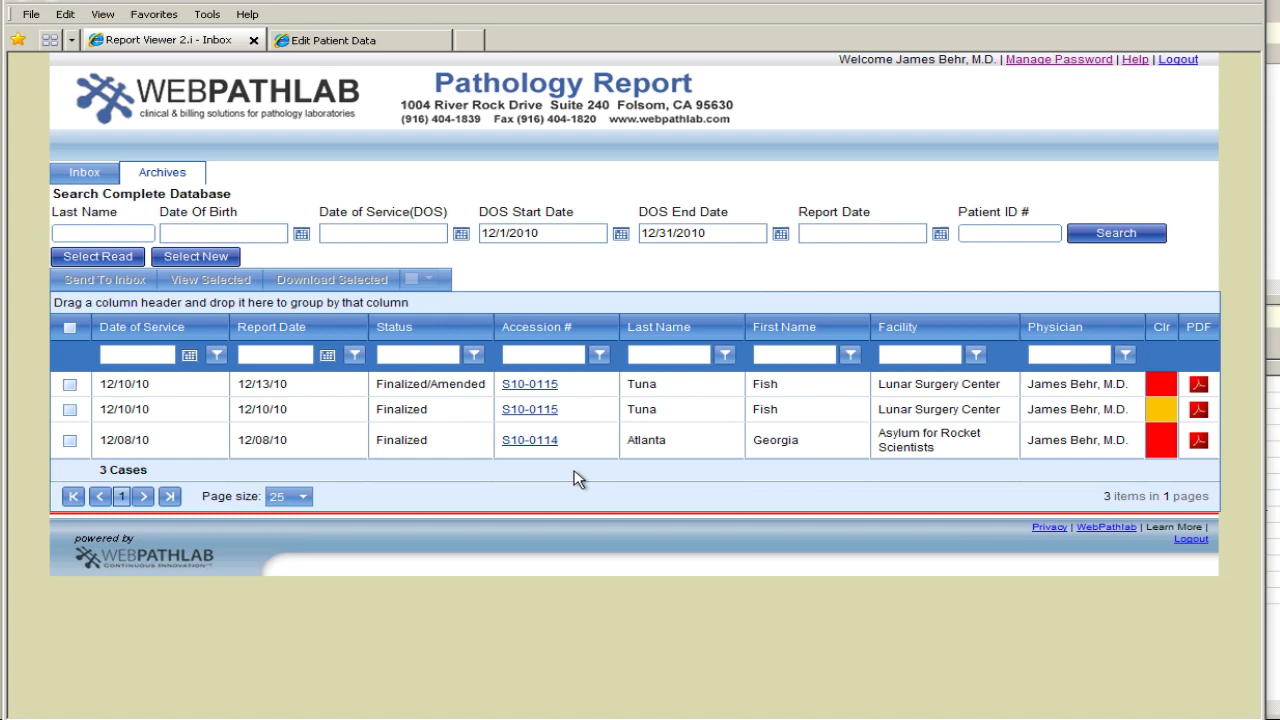 File Edit View Favorites Tools Help
Report Viewer 2.i - Inbox Edit Patient Data
Welcome James Behr, M.D. | Manage Password | Help | Logout
WEBPATHLAB
clinical & billing solutions for pathology laboratories
Pathology Report
1004 River Rock Drive Suite 240 Folsom, CA 95630
(916) 404-1839 Fax (916) 404-1820 www.webpathlab.com
Inbox Archives
Search Complete Database
Last Name Date Of Birth Date of Service(DOS) DOS Start Date DOS End Date Report Date Patient ID #
12/1/2010 12/31/2010 Search
Select Read Select New
Send To Inbox View Selected Download Selected
Drag a column header and drop it here to group by that column
Date of Service Report Date Status Accession # Last Name First Name Facility Physician Clr PDF
12/10/10 12/13/10 Finalized/Amended S10-0115 Tuna Fish Lunar Surgery Center James Behr, M.D.
12/10/10 12/10/10 Finalized S10-0115 Tuna Fish Lunar Surgery Center James Behr, M.D.
12/08/10 12/08/10 Finalized S10-0114 Atlanta Georgia Asylum for Rocket Scientists James Behr, M.D.
3 Cases
1 Page size: 25 3 items in 1 pages
Privacy | WebPathlab | Learn More |
Logout
powered by
WEBPATHLAB
CONTINUOUS INNOVATION™